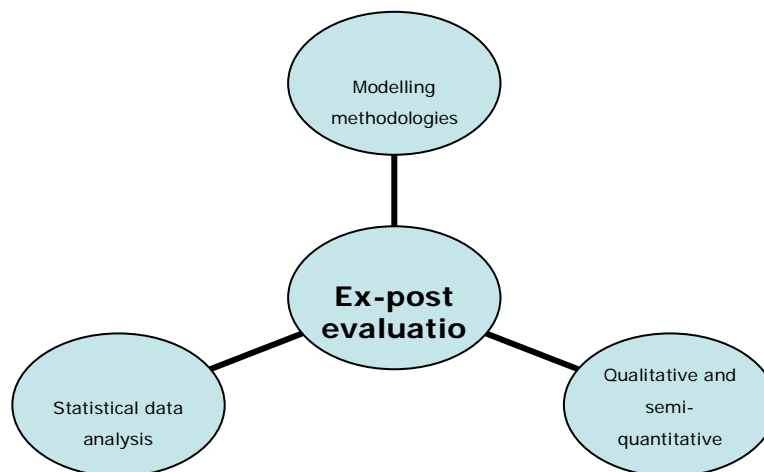 Modelling
methodologies
Ex-post
evaluatio
Statistical data
analysis
Qualitative and
semi-
quantitative